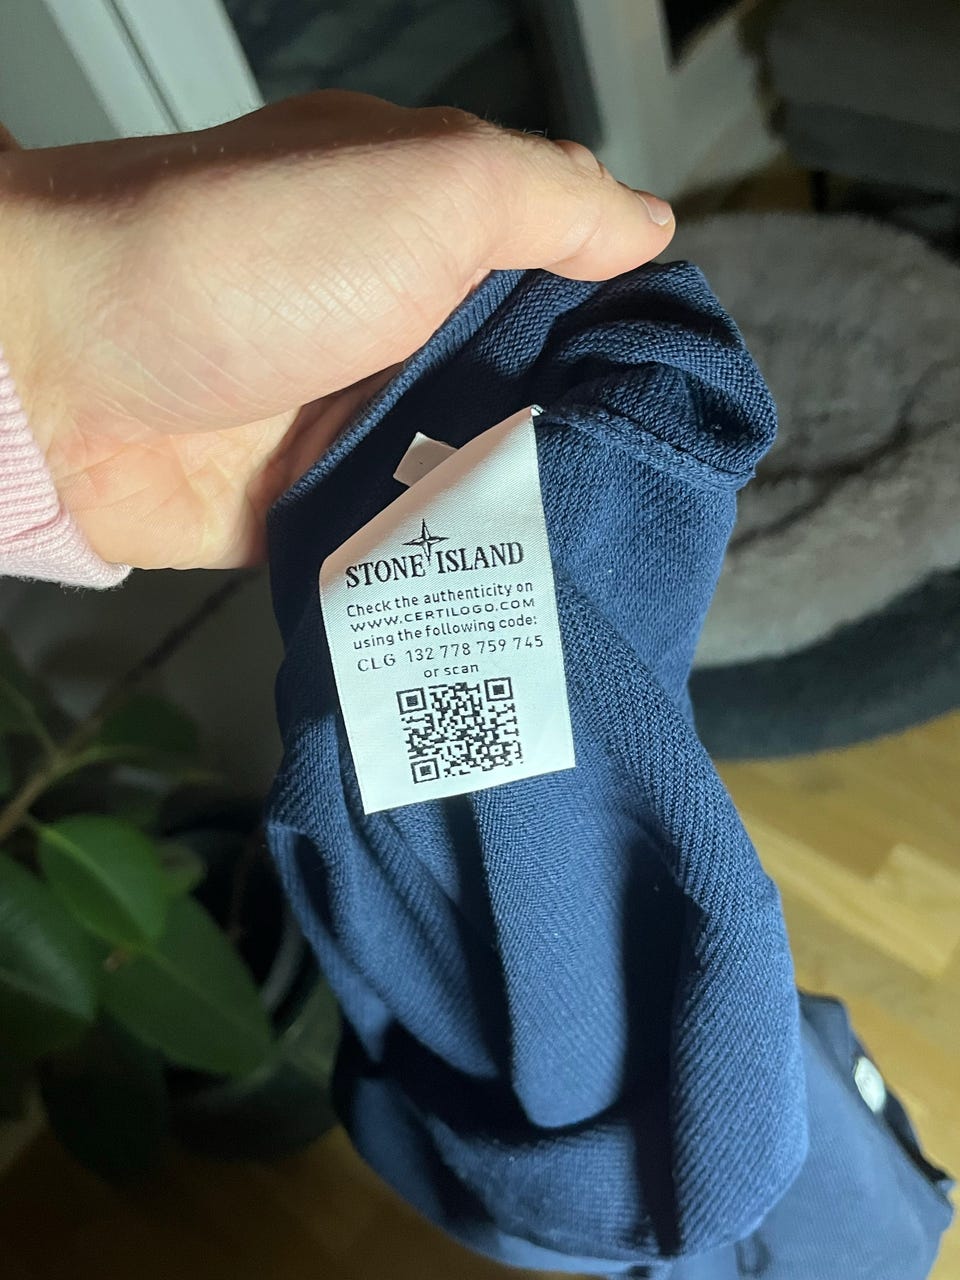 STONE ISLAND
Check the authenticity on
WWW.CERTILOGO.COM
using the following code:
CLG 132 778 759 745
or scan